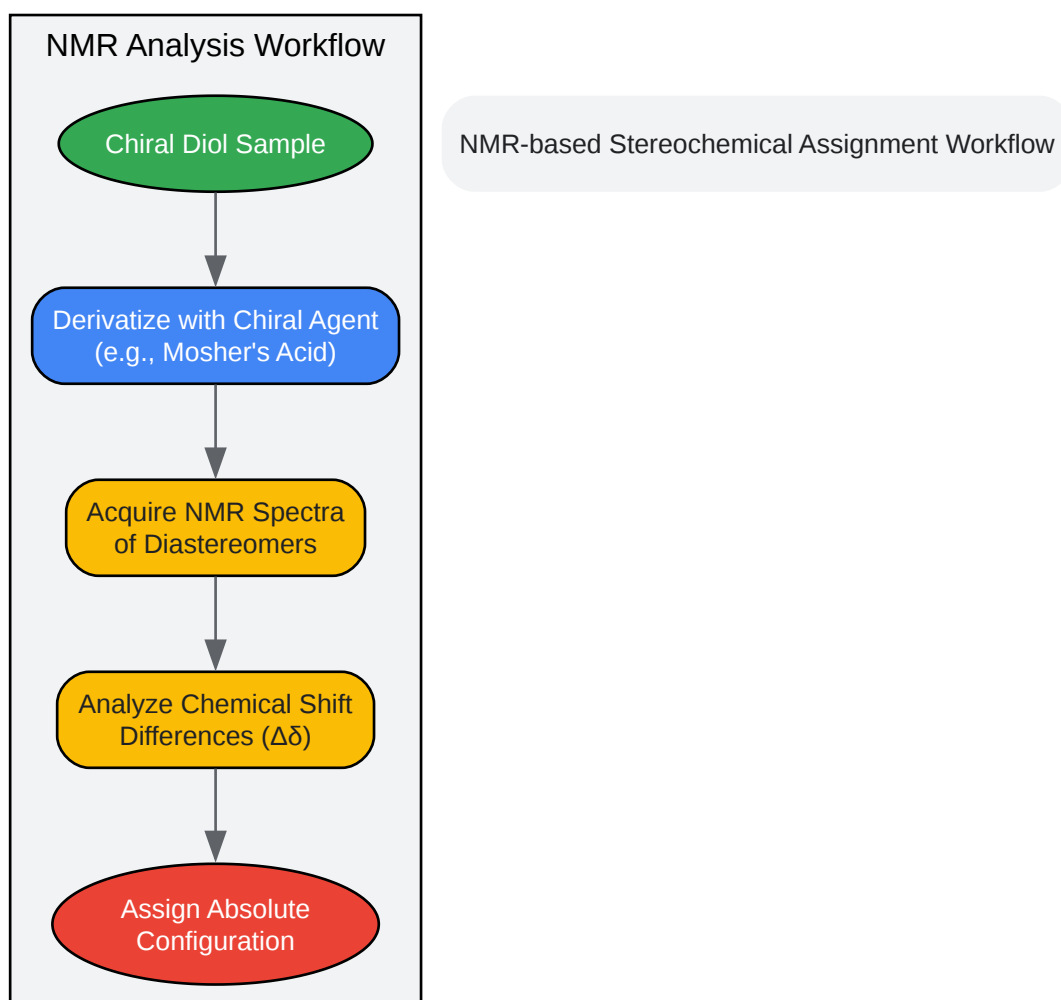 NMR Analysis Workflow
Chiral Diol Sample
NMR-based Stereochemical Assignment Workflow
Derivatize with Chiral Agent
(e.g., Mosher's Acid)
Acquire NMR Spectra
of Diastereomers
Analyze Chemical Shift
Differences (Δδ)
Assign Absolute
Configuration